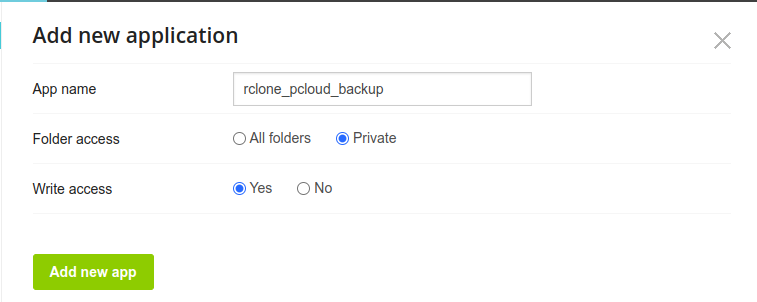 Add new application
App name rclone_pcloud_backup
Folder access All folders Private
Write access Yes No
Add new app